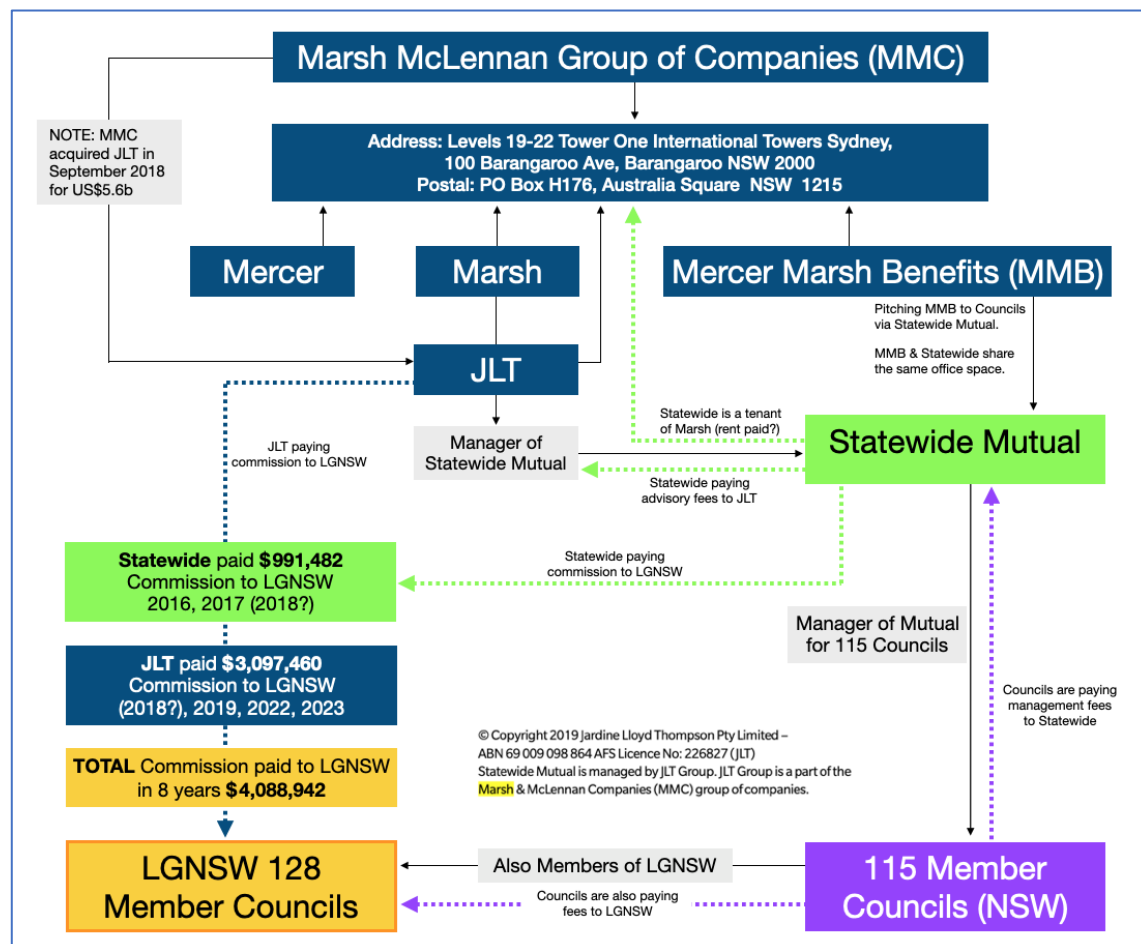 Marsh McLennan Group of Companies (MMC)
NOTE: MMC
acquired JLT in
September 2018
for US$5.6b
Address: Levels 19-22 Tower One International Towers Sydney,
100 Barangaroo Ave, Barangaroo NSW 2000
Postal: PO Box H176, Australia Square NSW 1215
Mercer
Marsh
Mercer Marsh Benefits (MMB)
Pitching MMB to Councils
via Statewide Mutual.
MMB & Statewide share
the same office space.
JLT
Statewide is a tenant
of Marsh (rent paid?)
JLT paying
commission to LGNSW
Manager of
Statewide Mutual
Statewide Mutual
Statewide paying
advisory fees to JLT
Statewide paid $991,482
Commission to LGNSW
2016, 2017 (2018?)
Statewide paying
commission to LGNSW
Manager of Mutual
for 115 Councils
JLT paid $3,097,460
Commission to LGNSW
(2018?), 2019, 2022, 2023
Councils are paying
management fees
to Statewide
© Copyright 2019 Jardine Lloyd Thompson Pty Limited –
ABN 69 009 098 864 AFS Licence No: 226827 (JLT)
Statewide Mutual is managed by JLT Group. JLT Group is a part of the
Marsh & McLennan Companies (MMC) group of companies.
TOTAL Commission paid to LGNSW
in 8 years $4,088,942
LGNSW 128
Member Councils
Also Members of LGNSW
Councils are also paying
fees to LGNSW
115 Member
Councils (NSW)